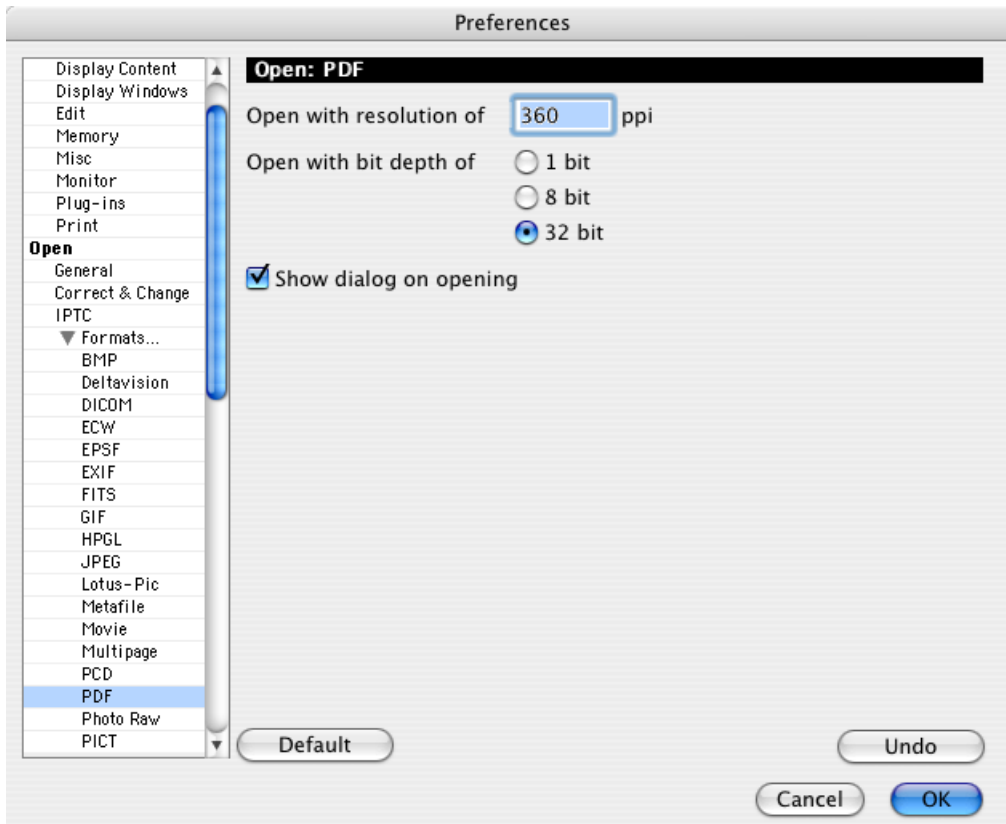 Preferences
Display Content
Display Windows
Edit
Memory
Misc
Monitor
Plug-ins
Print
Open
General
Correct & Change
IPTC
Formats...
BMP
Deltavision
DICOM
ECW
EPSF
EXIF
FITS
GIF
HPGL
JPEG
Lotus-Pic
Metafile
Movie
Multipage
PCD
PDF
Photo Raw
PICT
Open: PDF
Open with resolution of 360 ppi
Open with bit depth of 1 bit
8 bit
32 bit
Show dialog on opening
Default Undo
Cancel OK